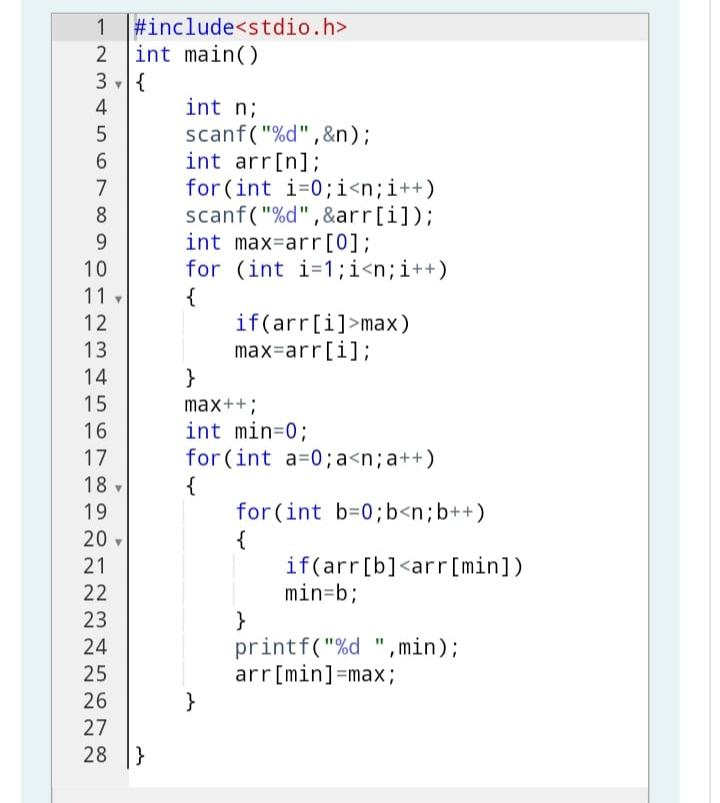 1 #include<stdio.h>
2 int main()
3 {
4 int n;
5 scanf("%d",&n);
6 int arr[n];
7 for(int i=0;i<n;i++)
8 scanf("%d",&arr[i]);
9 int max=arr[0];
10 for (int i=1;i<n;i++)
11 {
12 if(arr[i]>max)
13 max=arr[i];
14 }
15 max++;
16 int min=0;
17 for(int a=0;a<n;a++)
18 {
19 for(int b=0;b<n;b++)
20 {
21 if(arr[b]<arr[min])
22 min=b;
23 }
24 printf("%d ",min);
25 arr[min]=max;
26 }
27
28 }